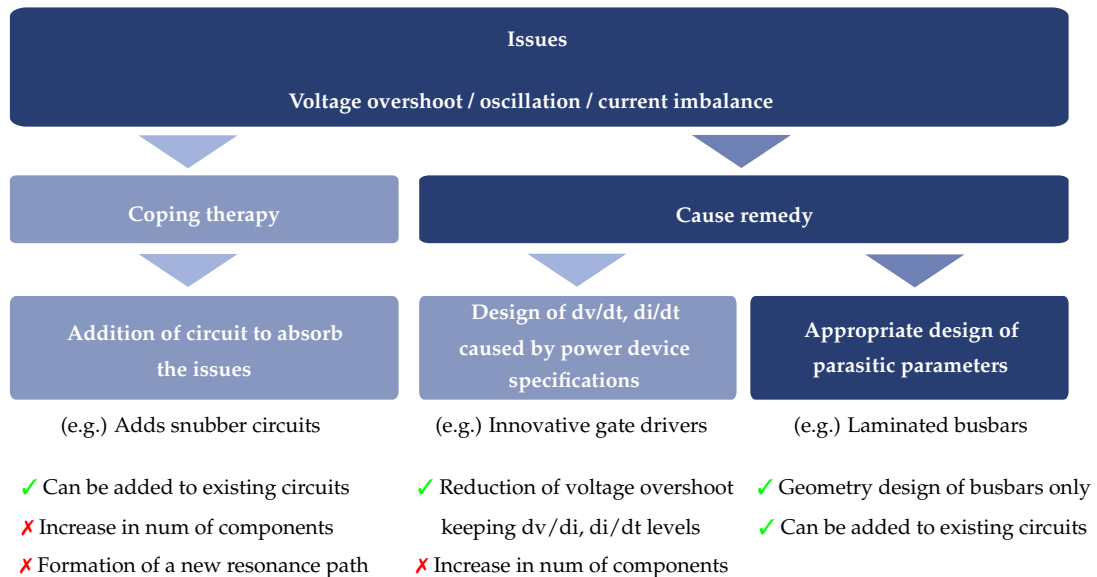 Issues
Voltage overshoot / oscillation / current imbalance
Coping therapy
Cause remedy
Addition of circuit to absorb
the issues
Design of dv/dt, di/dt
caused by power device
specifications
Appropriate design of
parasitic parameters
(e.g.) Adds snubber circuits
(e.g.) Innovative gate drivers
(e.g.) Laminated busbars
✓ Can be added to existing circuits
✗ Increase in num of components
✗ Formation of a new resonance path
✓ Reduction of voltage overshoot
keeping dv/di, di/dt levels
✗ Increase in num of components
✓ Geometry design of busbars only
✓ Can be added to existing circuits